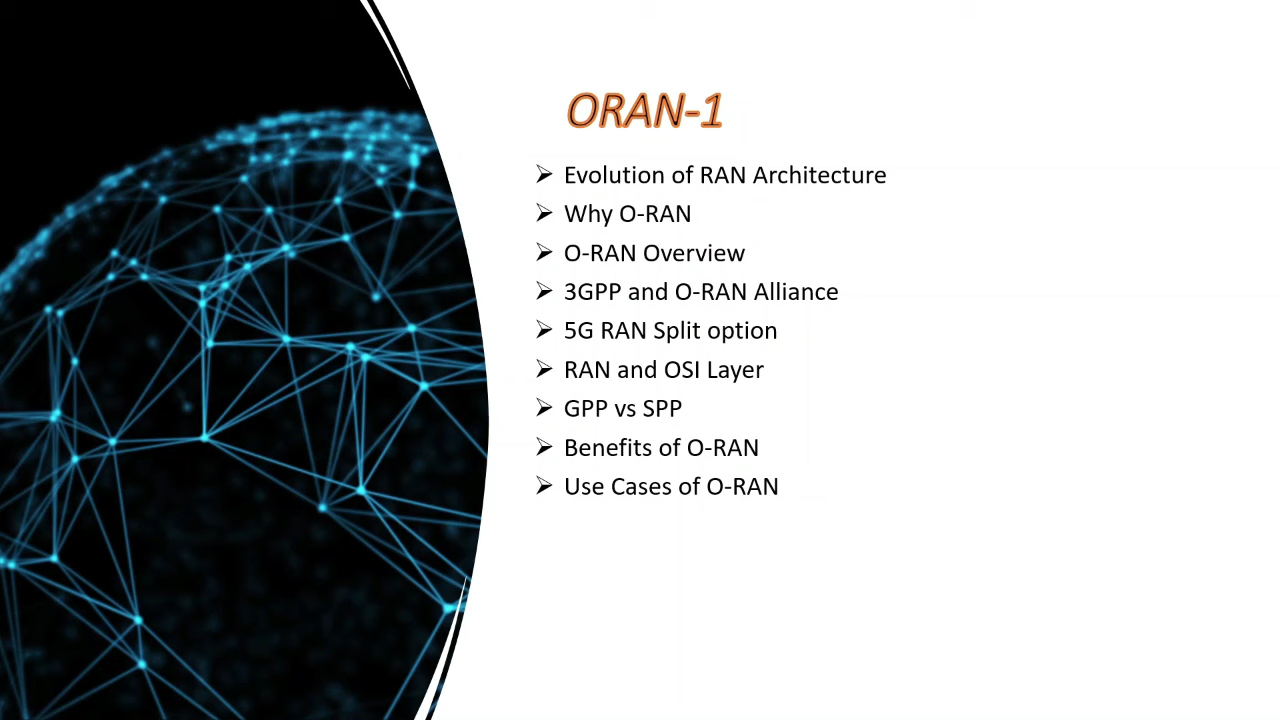 ORAN-1
➢ Evolution of RAN Architecture
➢ Why O-RAN
➢ O-RAN Overview
➢ 3GPP and O-RAN Alliance
➢ 5G RAN Split option
➢ RAN and OSI Layer
➢ GPP vs SPP
➢ Benefits of O-RAN
➢ Use Cases of O-RAN